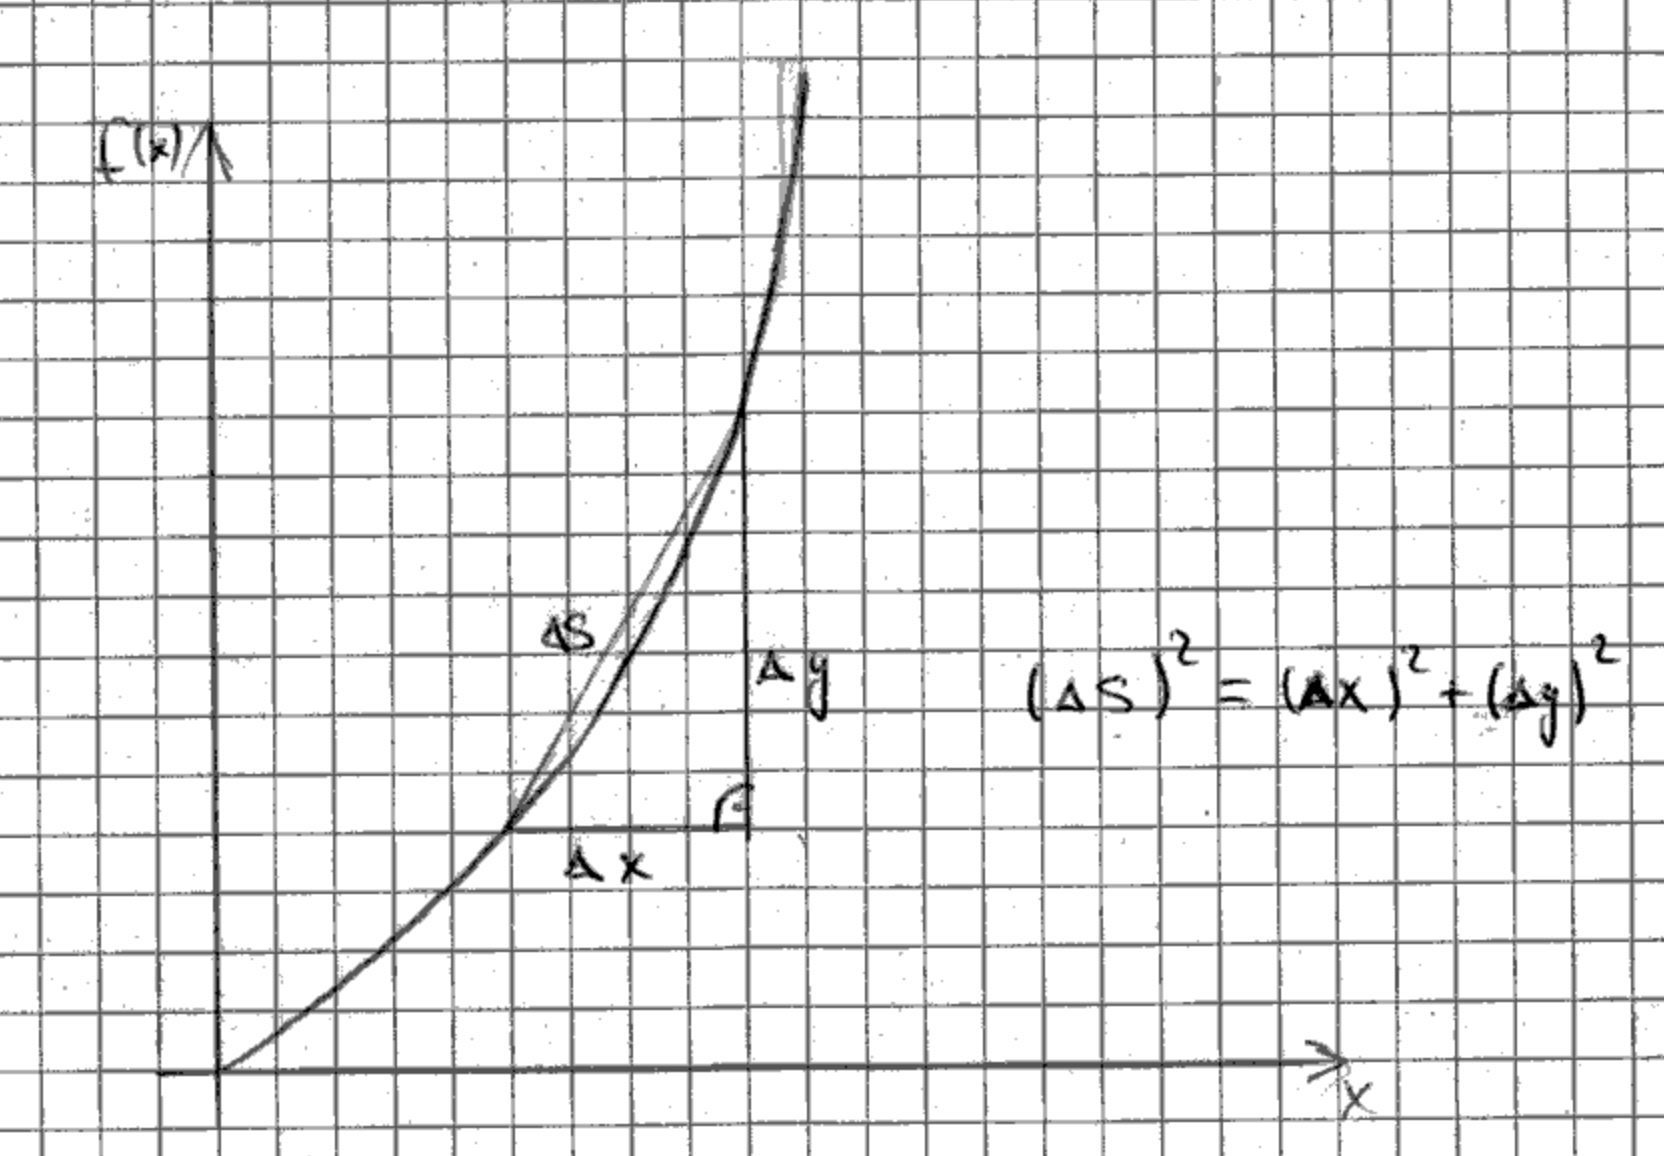 f(x)
ΔS
Δy
(ΔS)² = (Δx)² + (Δy)²
Δx
x